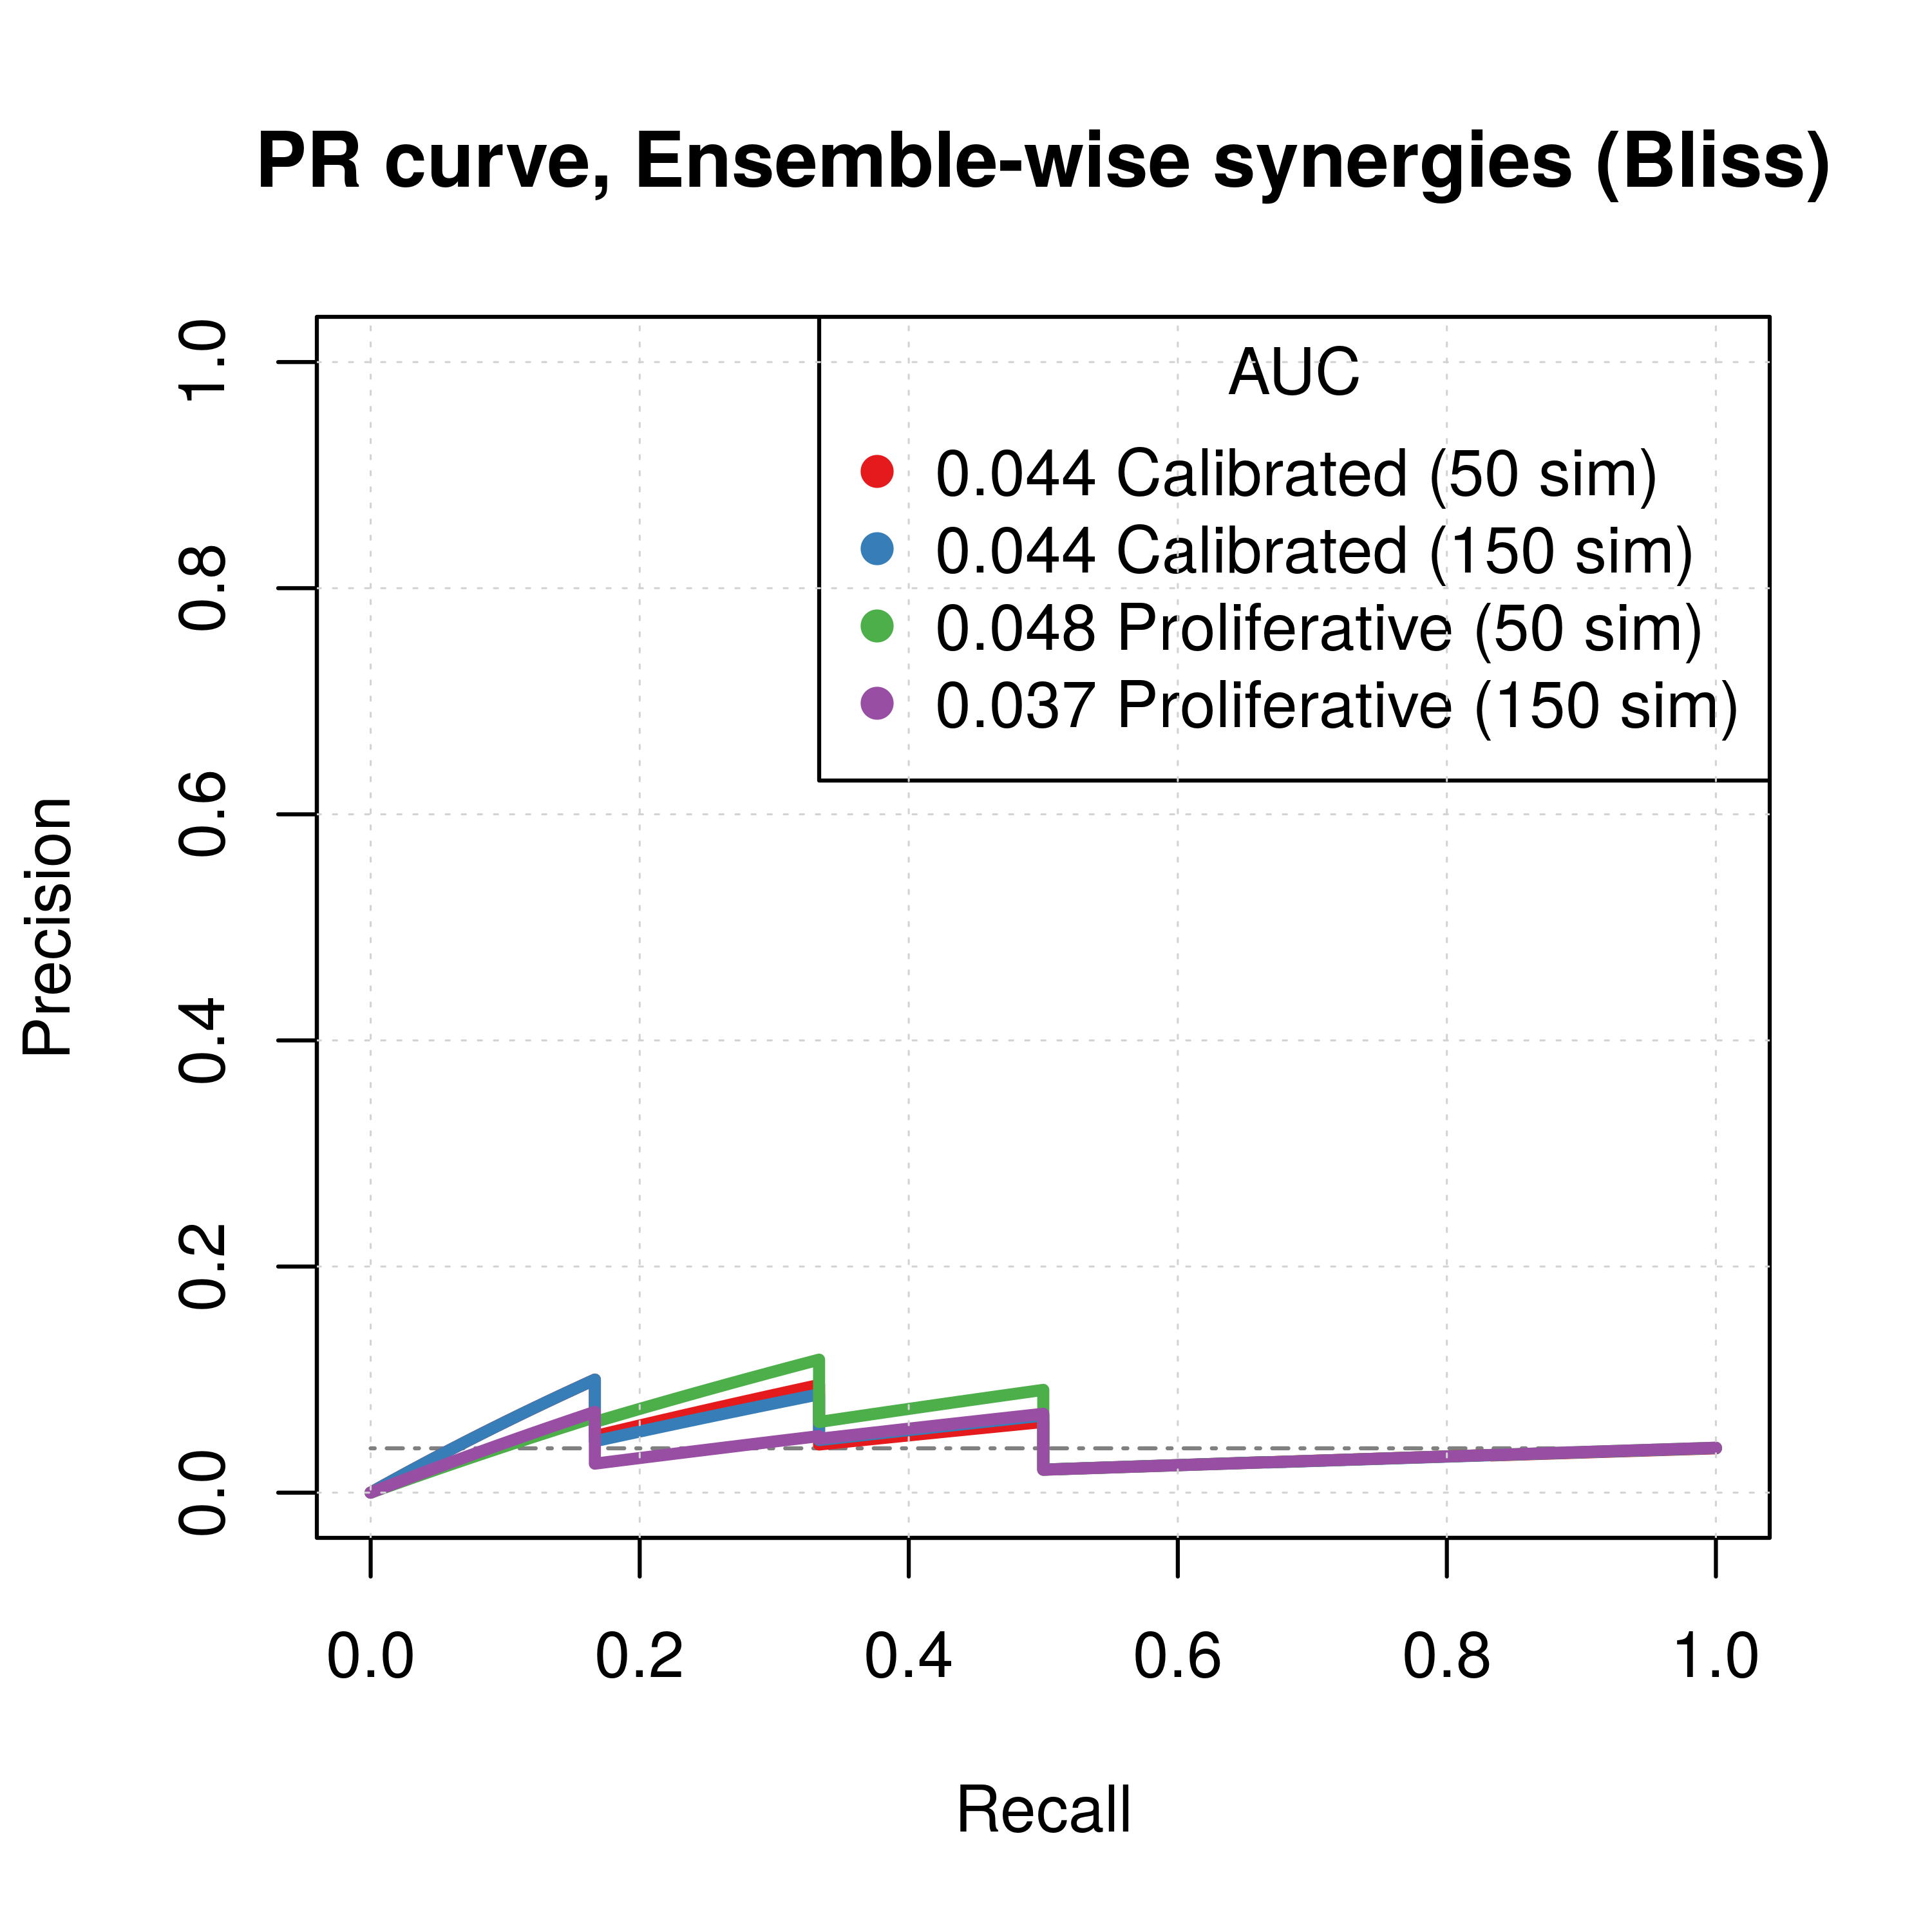 PR curve, Ensemble-wise synergies (Bliss)
AUC
0.044 Calibrated (50 sim)
0.044 Calibrated (150 sim)
0.048 Proliferative (50 sim)
0.037 Proliferative (150 sim)
Precision
1.0
0.8
0.6
0.4
0.2
0.0
0.0 0.2 0.4 0.6 0.8 1.0
Recall